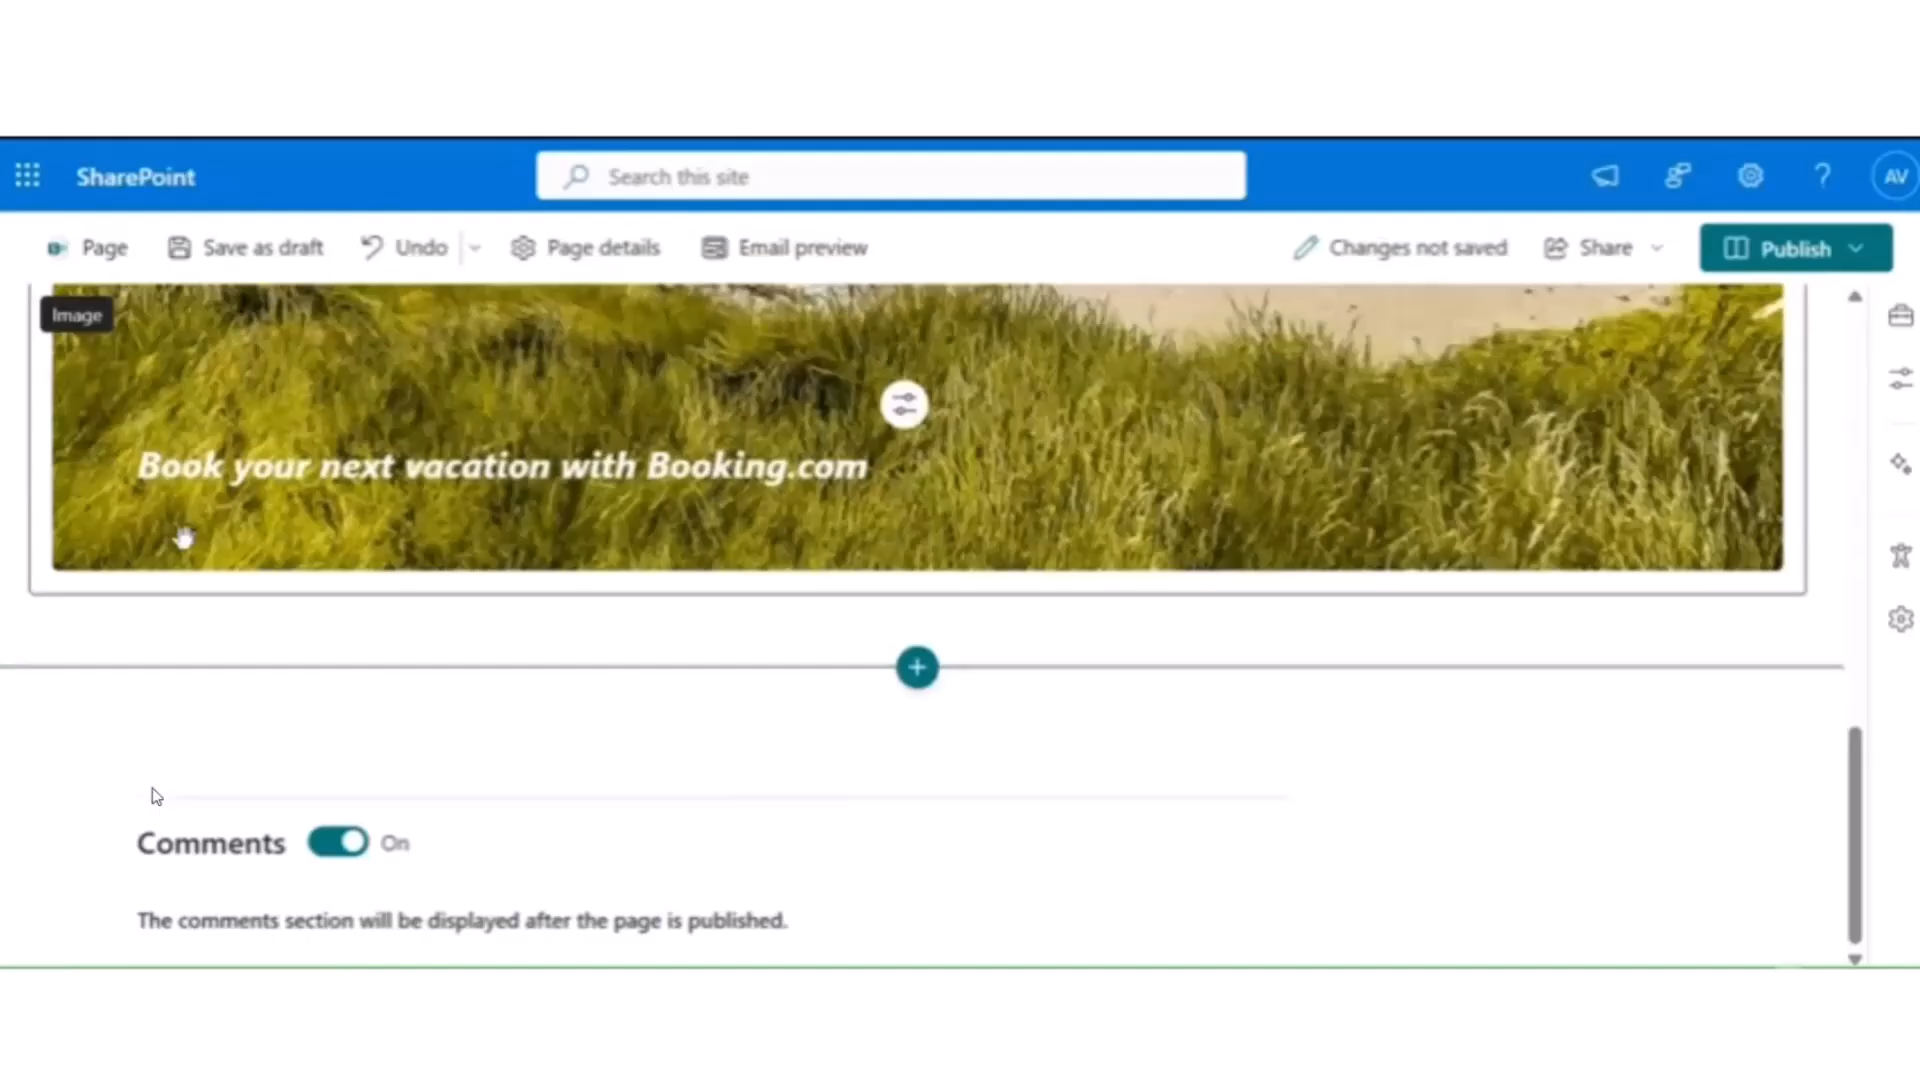 SharePoint
Search this site
?
AV
Page
Save as draft
Undo
Page details
Email preview
Changes not saved
Share
Publish
Image
Book your next vacation with Booking.com
Comments
On
The comments section will be displayed after the page is published.